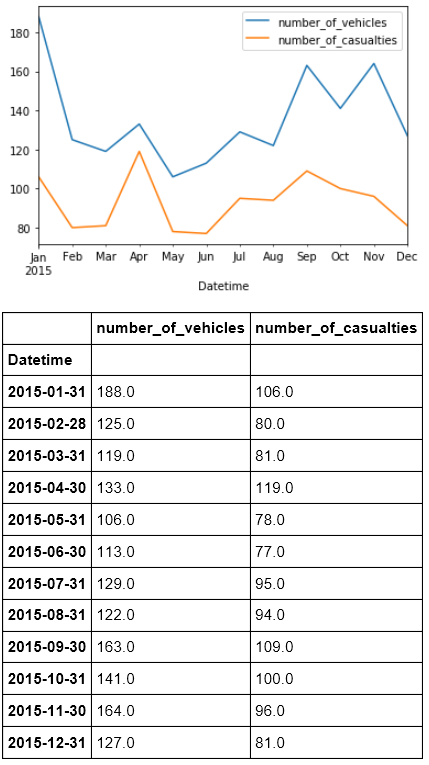 number_of_vehicles
number_of_casualties
180
160
140
120
100
80
Jan Feb Mar Apr May Jun Jul Aug Sep Oct Nov Dec
2015
Datetime
number_of_vehicles number_of_casualties
Datetime
2015-01-31 188.0 106.0
2015-02-28 125.0 80.0
2015-03-31 119.0 81.0
2015-04-30 133.0 119.0
2015-05-31 106.0 78.0
2015-06-30 113.0 77.0
2015-07-31 129.0 95.0
2015-08-31 122.0 94.0
2015-09-30 163.0 109.0
2015-10-31 141.0 100.0
2015-11-30 164.0 96.0
2015-12-31 127.0 81.0